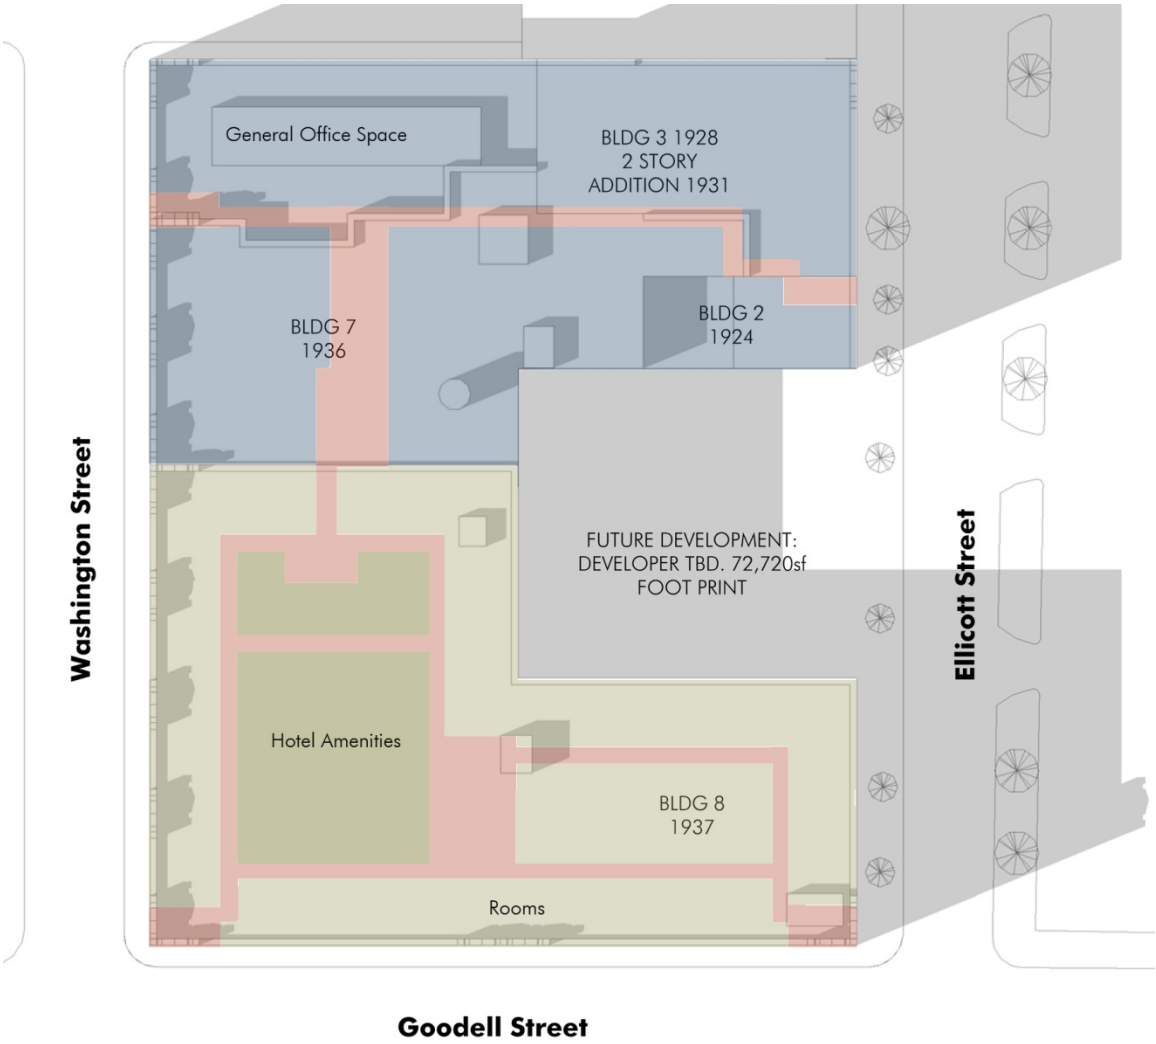 General Office Space
BLDG 3 1928
2 STORY
ADDITION 1931
BLDG 7
1936
BLDG 2
1924
Washington Street
FUTURE DEVELOPMENT:
DEVELOPER TBD. 72,720sf
FOOT PRINT
Ellicott Street
Hotel Amenities
BLDG 8
1937
Rooms
Goodell Street